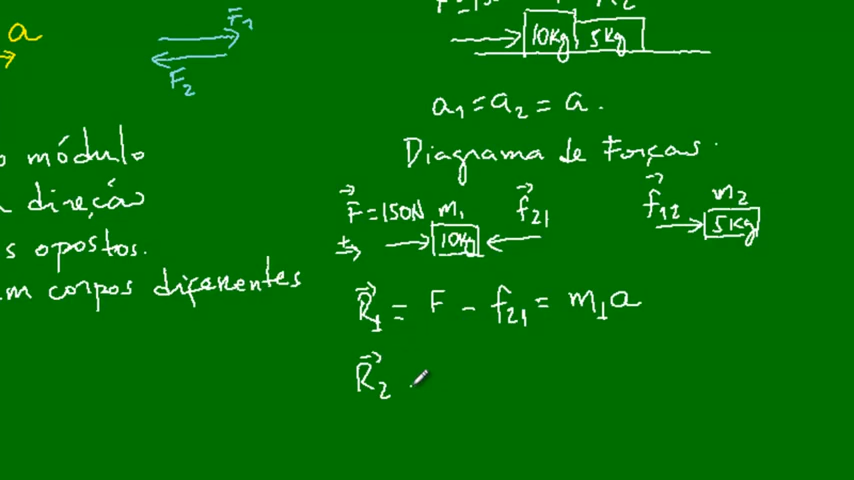 a
F₁
F₂
o módulo
direção
s opostos.
m corpos diferentes
10kg 5kg
a₁ = a₂ = a.
Diagrama de Forças.
F = 150N m₁ f₂₁ f₁₂ m₂
+ 10kg 5kg
R₁ = F - f₂₁ = m₁a
R₂